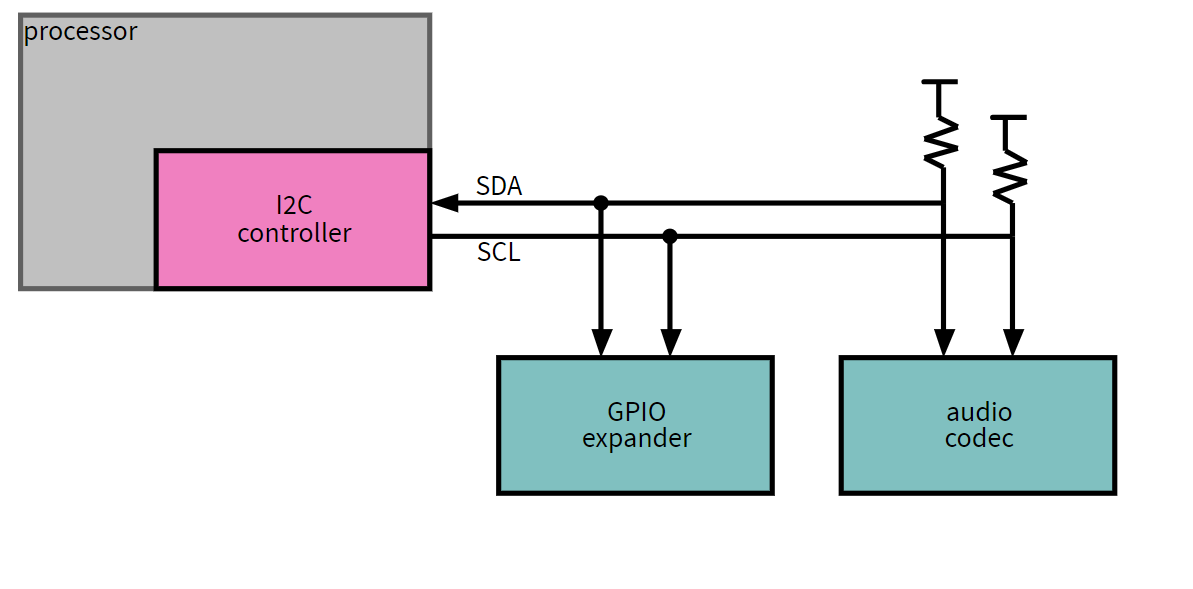 processor
I2C
controller
SDA
SCL
GPIO
expander
audio
codec